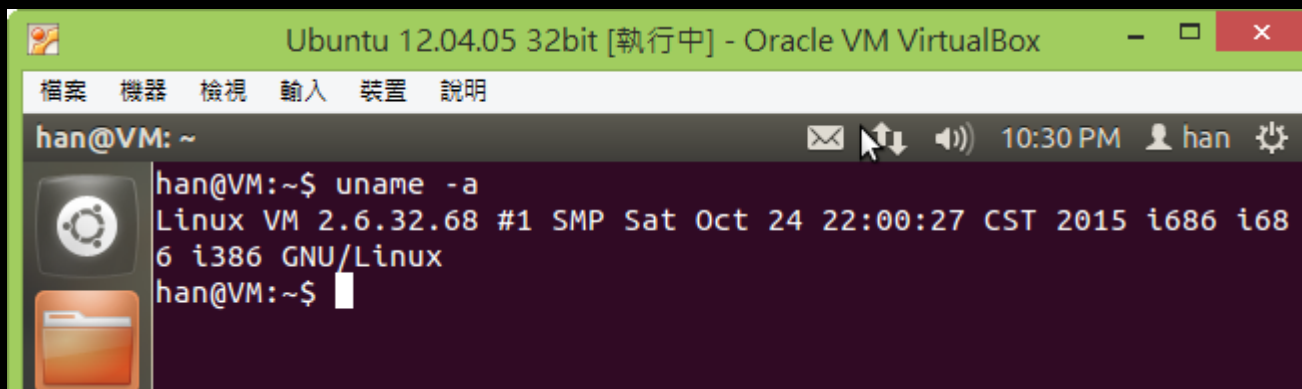 Ubuntu 12.04.05 32bit [執行中] - Oracle VM VirtualBox
檔案 機器 檢視 輸入 裝置 說明
han@VM: ~ 10:30 PM han
han@VM:~$ uname -a
Linux VM 2.6.32.68 #1 SMP Sat Oct 24 22:00:27 CST 2015 i686 i68
6 i386 GNU/Linux
han@VM:~$